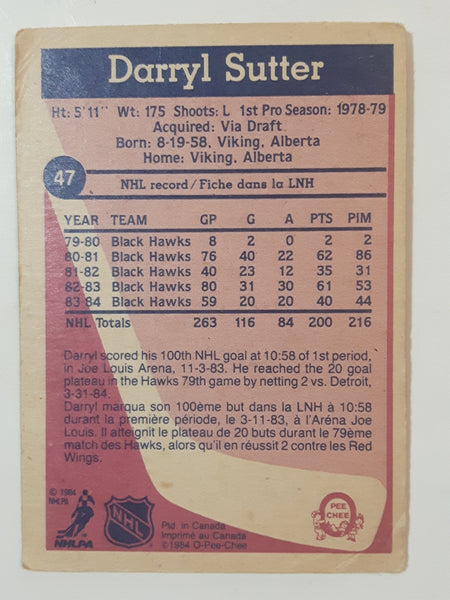 Darryl Sutter
Ht: 5'11" Wt: 175 Shoots: L 1st Pro Season: 1978-79
Acquired: Via Draft
Born: 8-19-58, Viking, Alberta
Home: Viking, Alberta
47
NHL record/Fiche dans la LNH
YEAR TEAM GP G A PTS PIM
79-80 Black Hawks 8 2 0 2 2
80-81 Black Hawks 76 40 22 62 86
81-82 Black Hawks 40 23 12 35 31
82-83 Black Hawks 80 31 30 61 53
83-84 Black Hawks 59 20 20 40 44
NHL Totals 263 116 84 200 216
Darryl scored his 100th NHL goal at 10:58 of 1st period,
in Joe Louis Arena, 11-3-83. He reached the 20 goal
plateau in the Hawks 79th game by netting 2 vs. Detroit,
3-31-84.
Darryl marqua son 100ème but dans la LNH à 10:58
durant la première période, le 3-11-83, à l'Aréna Joe
Louis. Il atteignit le plateau de 20 buts durant le 79ème
match des Hawks, alors qu'il en réussit 2 contre les Red
Wings.
© 1984
NHLPA
NHLPA
NHL
Ptd. in Canada
Imprimé au Canada
©1984 O-Pee-Chee
O
PEE
CHEE